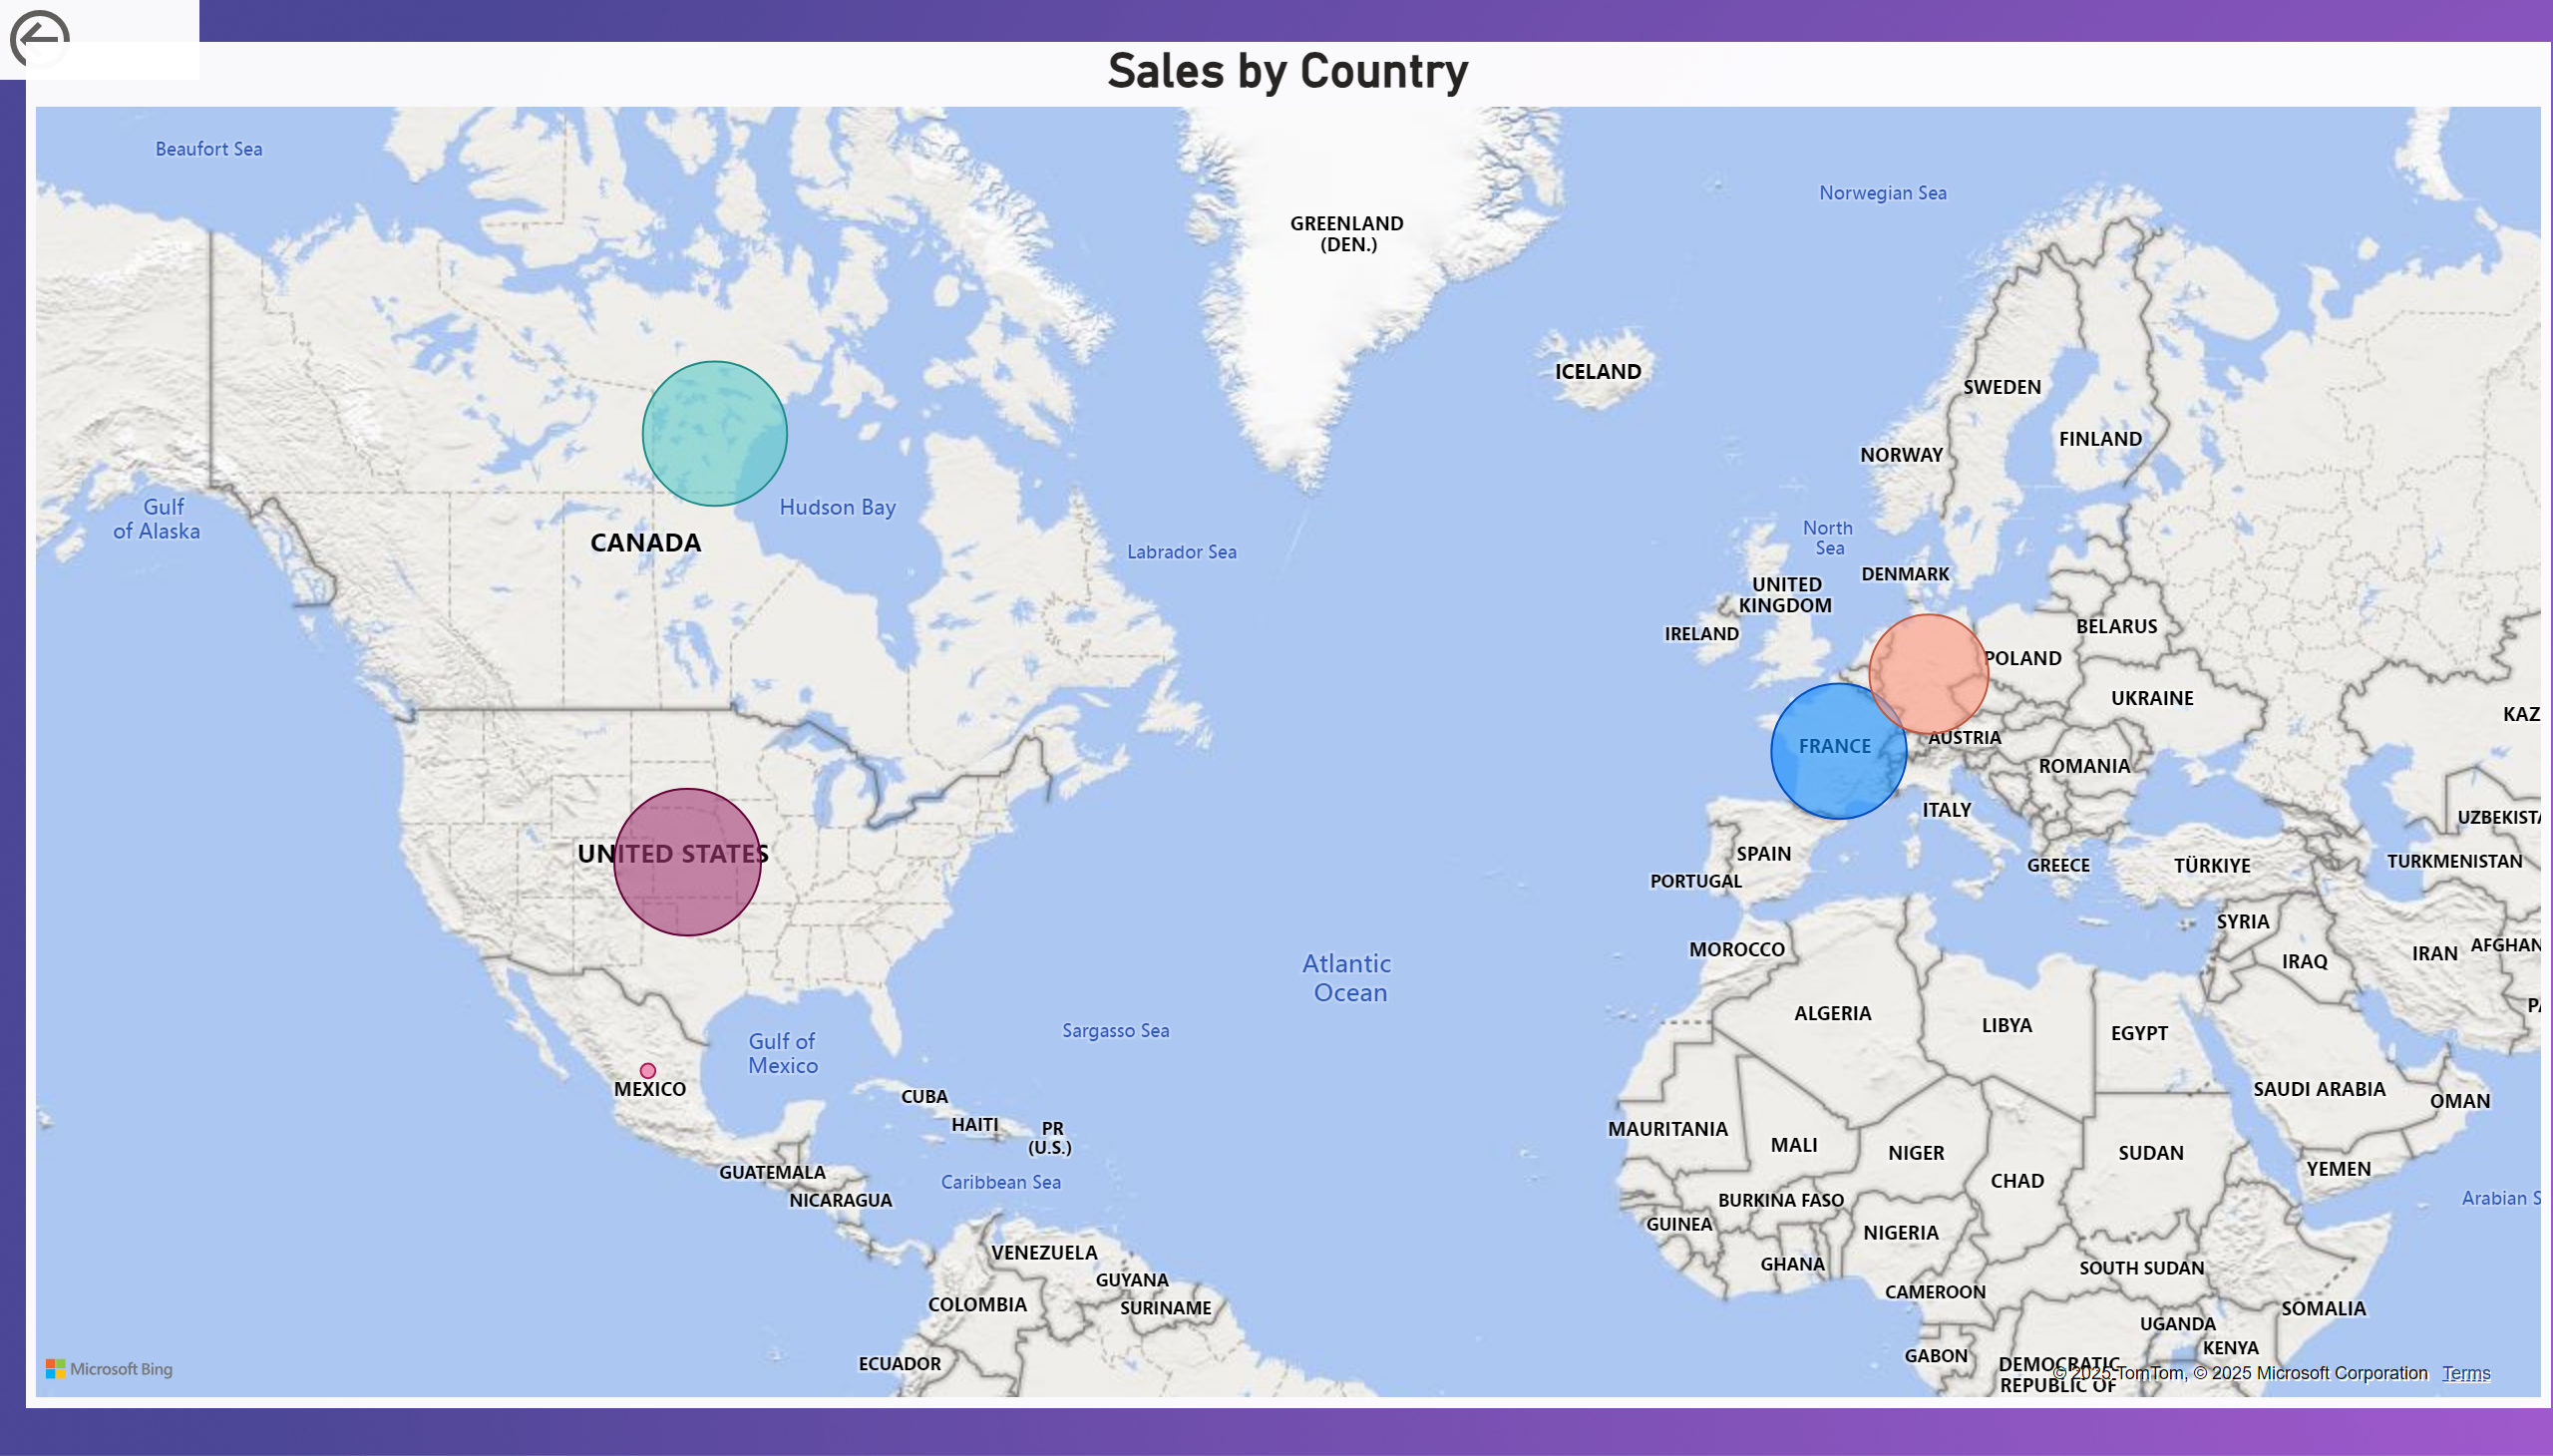 Sales by Country
Beaufort Sea
Norwegian Sea
GREENLAND
(DEN.)
ICELAND
SWEDEN
FINLAND
NORWAY
Gulf
of Alaska
Hudson Bay
CANADA
Labrador Sea
North
Sea
DENMARK
UNITED
KINGDOM
IRELAND
BELARUS
POLAND
UKRAINE
KAZ
FRANCE
AUSTRIA
ROMANIA
ITALY
UZBEKISTA
UNITED STATES
SPAIN
GREECE
TÜRKIYE
TURKMENISTAN
PORTUGAL
SYRIA
MOROCCO
IRAQ
IRAN
AFGHAN
Atlantic
Ocean
ALGERIA
LIBYA
EGYPT
PA
Gulf of
Mexico
Sargasso Sea
MEXICO
CUBA
HAITI
PR
(U.S.)
SAUDI ARABIA
OMAN
MAURITANIA
MALI
NIGER
SUDAN
YEMEN
GUATEMALA
Caribbean Sea
CHAD
NICARAGUA
BURKINA FASO
Arabian S
GUINEA
NIGERIA
VENEZUELA
GHANA
SOUTH SUDAN
GUYANA
CAMEROON
COLOMBIA
SURINAME
SOMALIA
UGANDA
KENYA
ECUADOR
GABON
DEMOCRATIC
REPUBLIC OF
Microsoft Bing
© 2025 TomTom, © 2025 Microsoft Corporation Terms